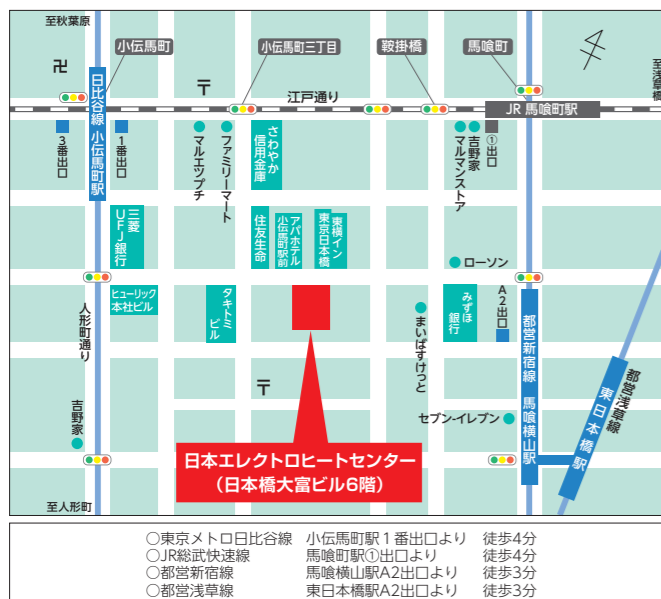 至秋葉原
小伝馬町
小伝馬町三丁目
鞍掛橋
馬喰町
至浅草橋
卍
〒
江戸通り
JR 馬喰町駅
日比谷線 小伝馬町駅
3番出口
1番出口
マルエツプチ
ファミリーマート
さわやか
信用金庫
マルマンストア
吉野家
①出口
三菱
UFJ銀行
住友生命
アパホテル
小伝馬町駅前
東横イン
東京日本橋
ローソン
ヒューリック
本社ビル
タキトミ
ビル
まいばすけっと
みずほ
銀行
A2出口
人形町通り
都営新宿線 馬喰横山駅
都営浅草線
東日本橋駅
〒
吉野家
セブン-イレブン
日本エレクトロヒートセンター
（日本橋大富ビル6階）
至人形町
○東京メトロ日比谷線 小伝馬町駅1番出口より 徒歩4分
○JR総武快速線 馬喰町駅①出口より 徒歩4分
○都営新宿線 馬喰横山駅A2出口より 徒歩3分
○都営浅草線 東日本橋駅A2出口より 徒歩3分